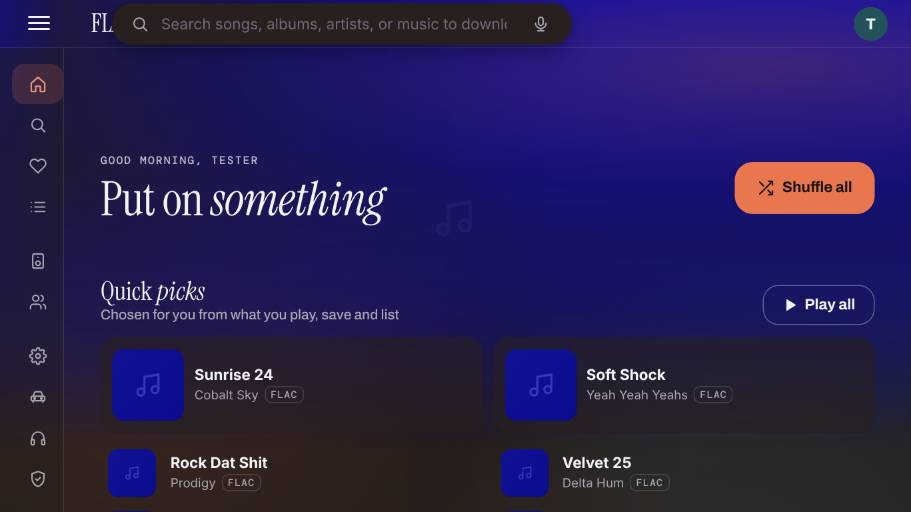 FL
Search songs, albums, artists, or music to downl
T
GOOD MORNING, TESTER
Put on something
Shuffle all
Quick picks
Chosen for you from what you play, save and list
Play all
Sunrise 24
Cobalt Sky FLAC
Soft Shock
Yeah Yeah Yeahs FLAC
Rock Dat Shit
Prodigy FLAC
Velvet 25
Delta Hum FLAC